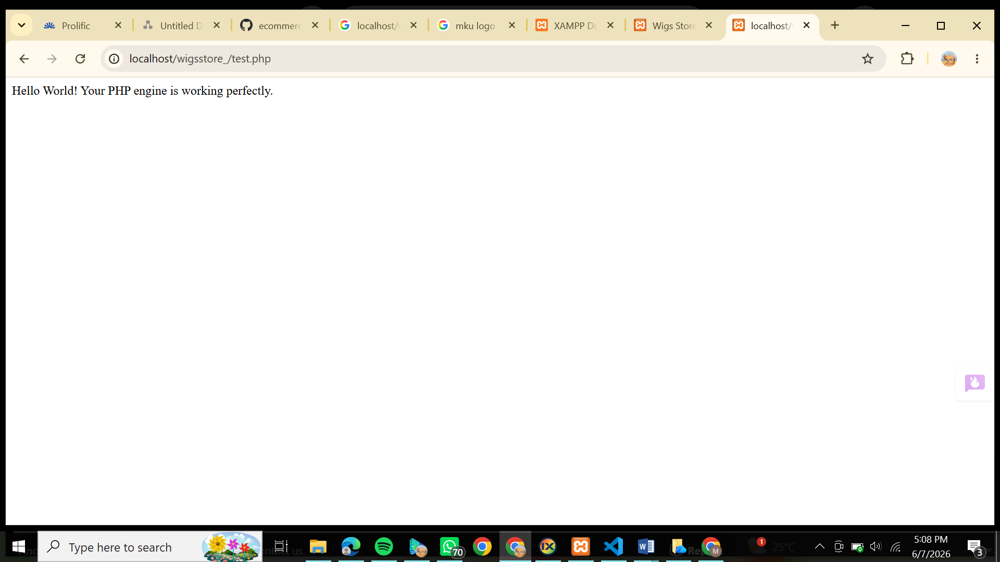 Prolific
Untitled D
ecommerc
localhost/w
mku logo
XAMPP Do
Wigs Store
localhost/w
localhost/wigsstore_/test.php
Hello World! Your PHP engine is working perfectly.
Type here to search
70
W
M
1
25°C
5:08 PM
6/7/2026
3